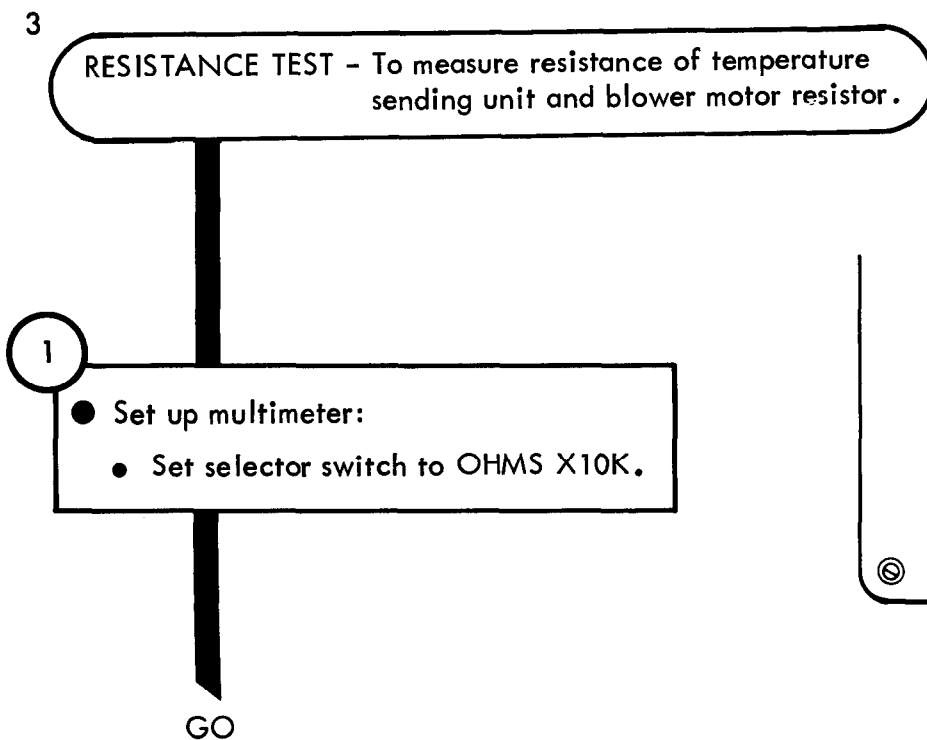 3
RESISTANCE TEST - To measure resistance of temperature
sending unit and blower motor resistor.
1
● Set up multimeter:
● Set selector switch to OHMS X10K.
GO